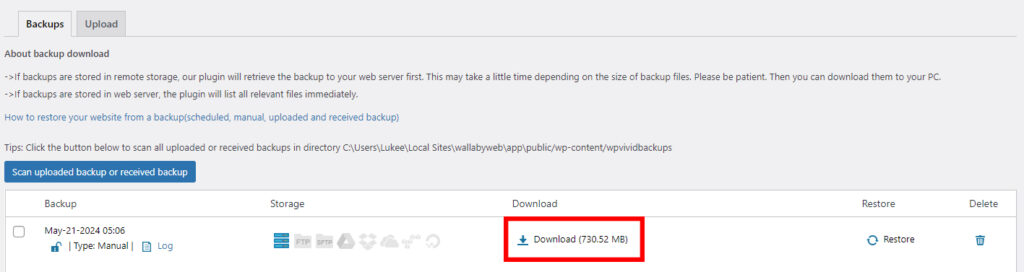 Backups Upload
About backup download
->If backups are stored in remote storage, our plugin will retrieve the backup to your web server first. This may take a little time depending on the size of backup files. Please be patient. Then you can download them to your PC.
->If backups are stored in web server, the plugin will list all relevant files immediately.
How to restore your website from a backup(scheduled, manual, uploaded and received backup)
Tips: Click the button below to scan all uploaded or received backups in directory C:\Users\Lukee\Local Sites\wallabyweb\app\public/wp-content/wpvividbackups
Scan uploaded backup or received backup
Backup Storage Download Restore Delete
May-21-2024 05:06
| Type: Manual | Log
FTP SFTP
Download (730.52 MB)
Restore